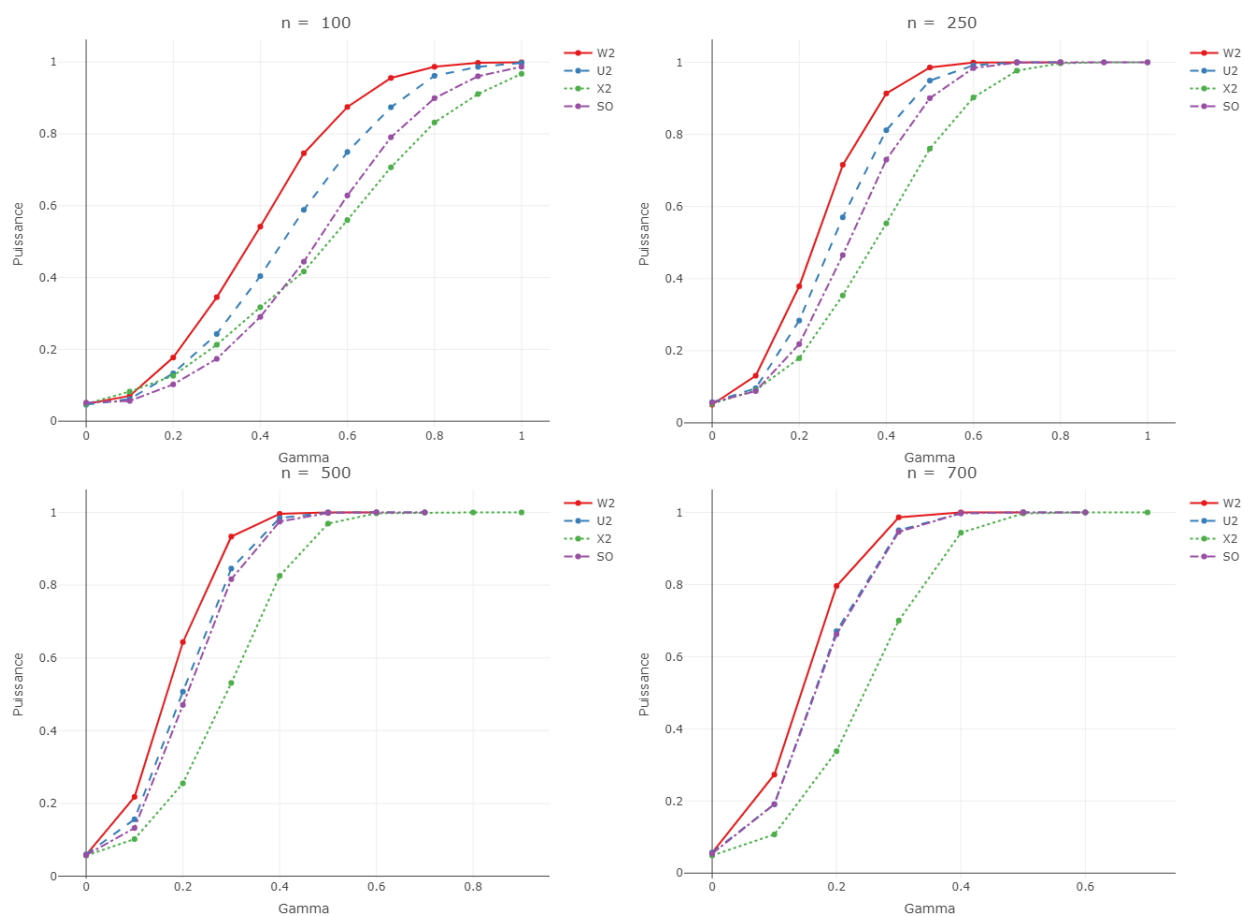 n = 100
1
0.8
0.6
0.4
0.2
0
Puissance
0 0.2 0.4 0.6 0.8 1
Gamma
W2
U2
X2
SO
n = 250
1
0.8
0.6
0.4
0.2
0
Puissance
0 0.2 0.4 0.6 0.8 1
Gamma
W2
U2
X2
SO
n = 500
1
0.8
0.6
0.4
0.2
0
Puissance
0 0.2 0.4 0.6 0.8
Gamma
W2
U2
X2
SO
n = 700
1
0.8
0.6
0.4
0.2
0
Puissance
0 0.2 0.4 0.6
Gamma
W2
U2
X2
SO